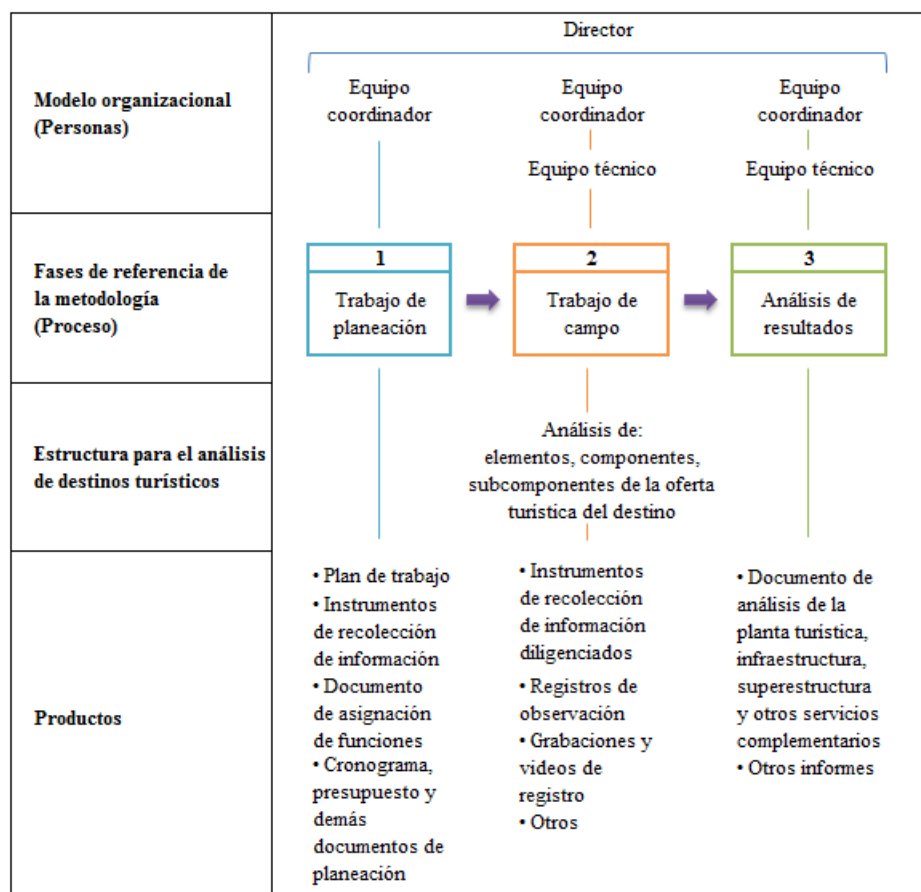 Modelo organizacional
(Personas)
Director
Equipo
coordinador
Equipo
coordinador
Equipo técnico
Equipo
coordinador
Equipo técnico
Fases de referencia de
la metodología
(Proceso)
1
Trabajo de
planeación
2
Trabajo de
campo
3
Análisis de
resultados
Estructura para el análisis
de destinos turísticos
Análisis de:
elementos, componentes,
subcomponentes de la oferta
turistica del destino
Productos
• Plan de trabajo
• Instrumentos
de recolección
de información
• Documento
de asignación
de funciones
• Cronograma,
presupuesto y
demás
documentos de
planeación
• Instrumentos
de recolección
de información
diligenciados
• Registros de
observación
• Grabaciones y
videos de
registro
• Otros
• Documento de
análisis de la
planta turística,
infraestructura,
superestructura
y otros servicios
complementarios
• Otros informes